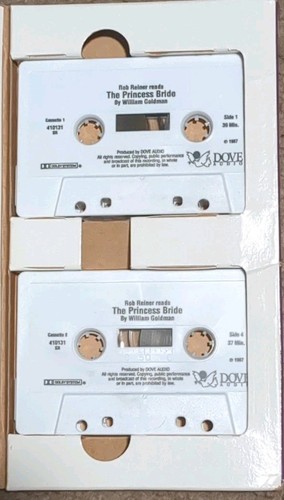 Rob Reiner reads
The Princess Bride
By William Goldman
Cassette 1
410131
Side 1
30 Min.
Produced by DOVE AUDIO
All rights reserved. Copying, public performance
and broadcast of this recording, in whole
or in part, are prohibited by law.
DOLBY SYSTEM
DOVE
AUDIO
℗ 1987
Rob Reiner reads
The Princess Bride
By William Goldman
Cassette 2
410131
Side 4
27 Min.
Produced by DOVE AUDIO
All rights reserved. Copying, public performance
and broadcast of this recording, in whole
or in part, are prohibited by law.
DOLBY SYSTEM
DOVE
℗ 1987